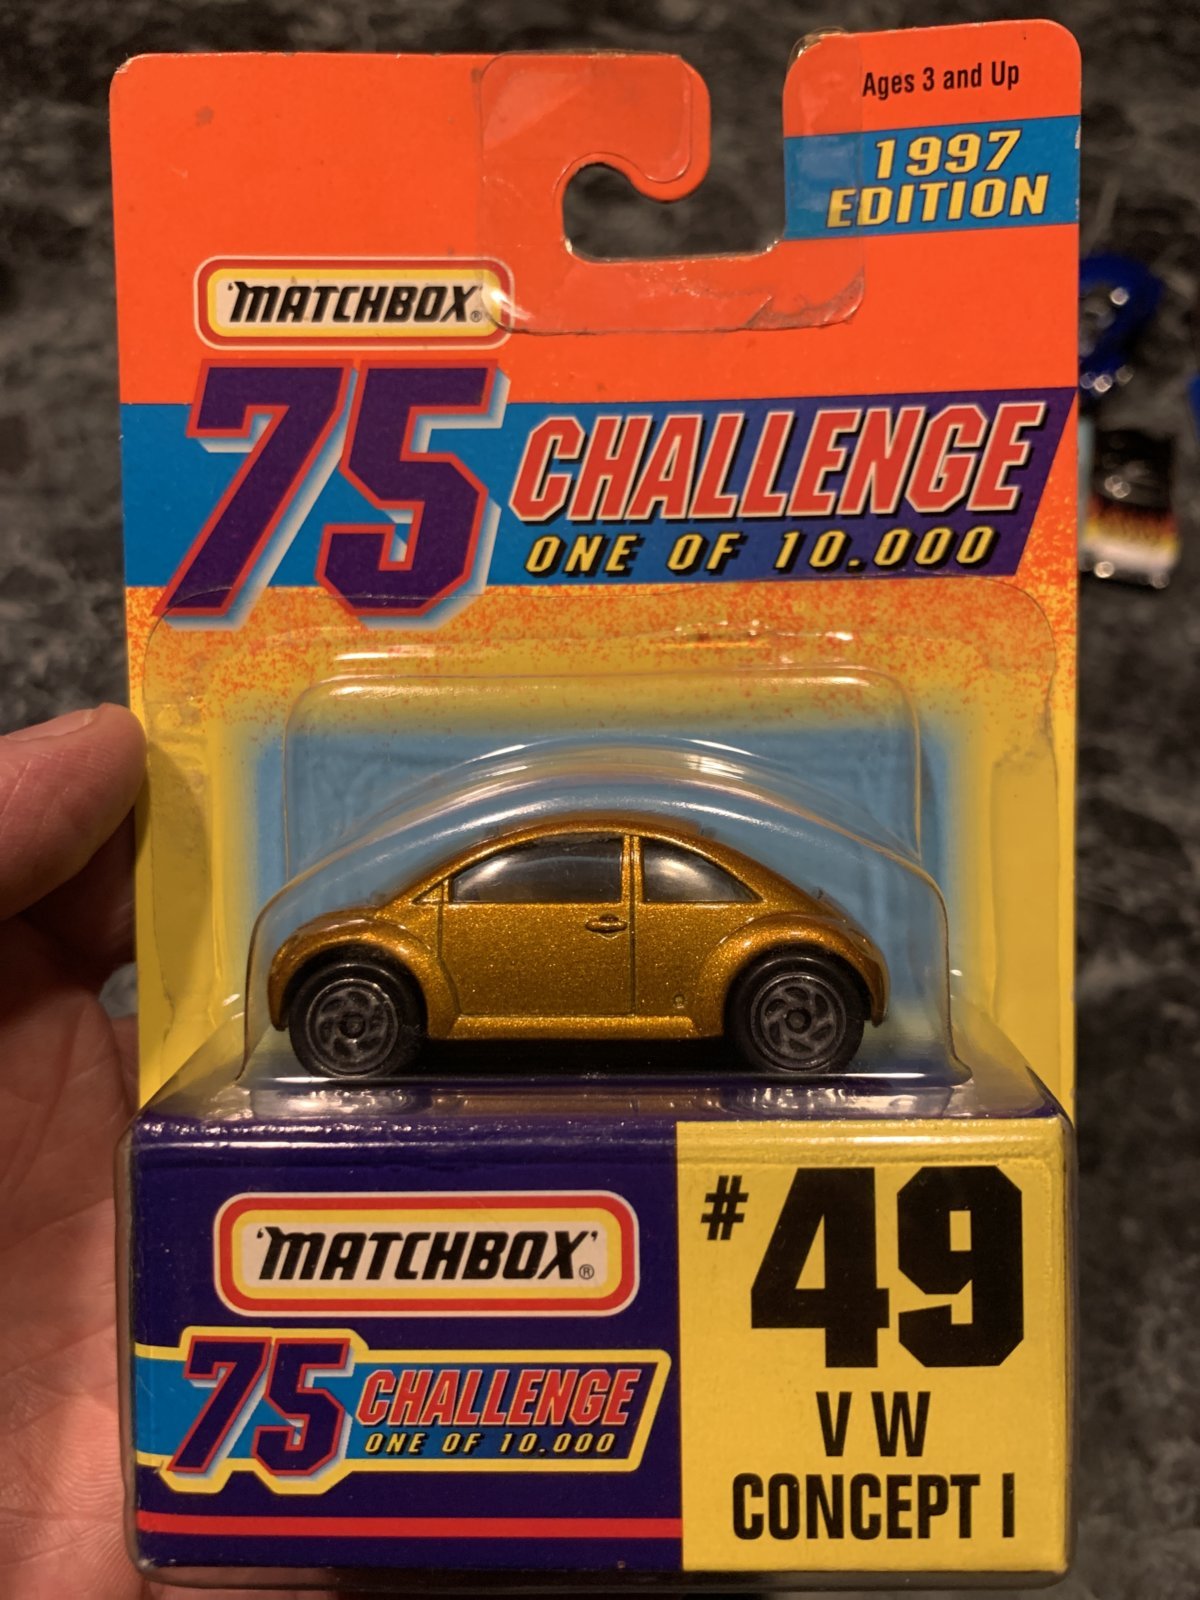 Ages 3 and Up
1997
EDITION
'MATCHBOX'®
75 CHALLENGE
ONE OF 10.000
'MATCHBOX'®
75 CHALLENGE
ONE OF 10.000
#49
VW
CONCEPT I